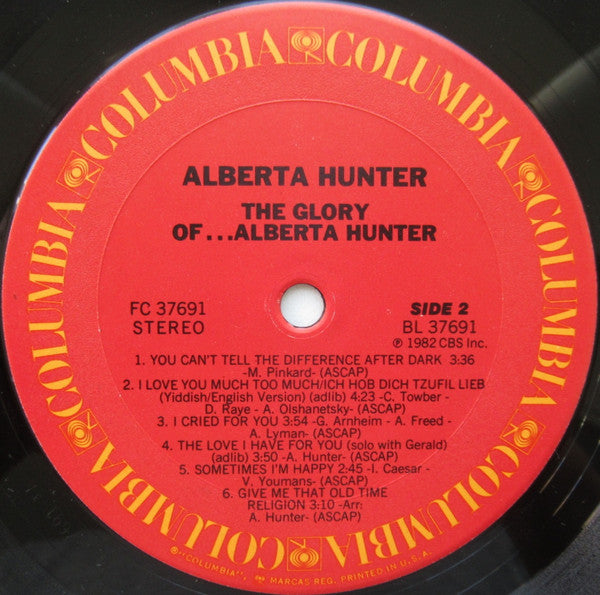 COLUMBIA COLUMBIA COLUMBIA COLUMBIA COLUMBIA COLUMBIA
ALBERTA HUNTER
THE GLORY
OF...ALBERTA HUNTER
FC 37691
STEREO
SIDE 2
BL 37691
℗ 1982 CBS Inc.
1. YOU CAN'T TELL THE DIFFERENCE AFTER DARK 3:36
-M. Pinkard- (ASCAP)
2. I LOVE YOU MUCH TOO MUCH/ICH HOB DICH TZUFIL LIEB
(Yiddish/English Version) (adlib) 4:23 -C. Towber -
D. Raye - A. Olshanetsky- (ASCAP)
3. I CRIED FOR YOU 3:54 -G. Arnheim - A. Freed -
A. Lyman- (ASCAP)
4. THE LOVE I HAVE FOR YOU (solo with Gerald)
(adlib) 3:50 -A. Hunter- (ASCAP)
5. SOMETIMES I'M HAPPY 2:45 -I. Caesar -
V. Youmans- (ASCAP)
6. GIVE ME THAT OLD TIME
RELIGION 3:10 -Arr:
A. Hunter- (ASCAP)
®"COLUMBIA", MARCAS REG. PRINTED IN U.S.A.